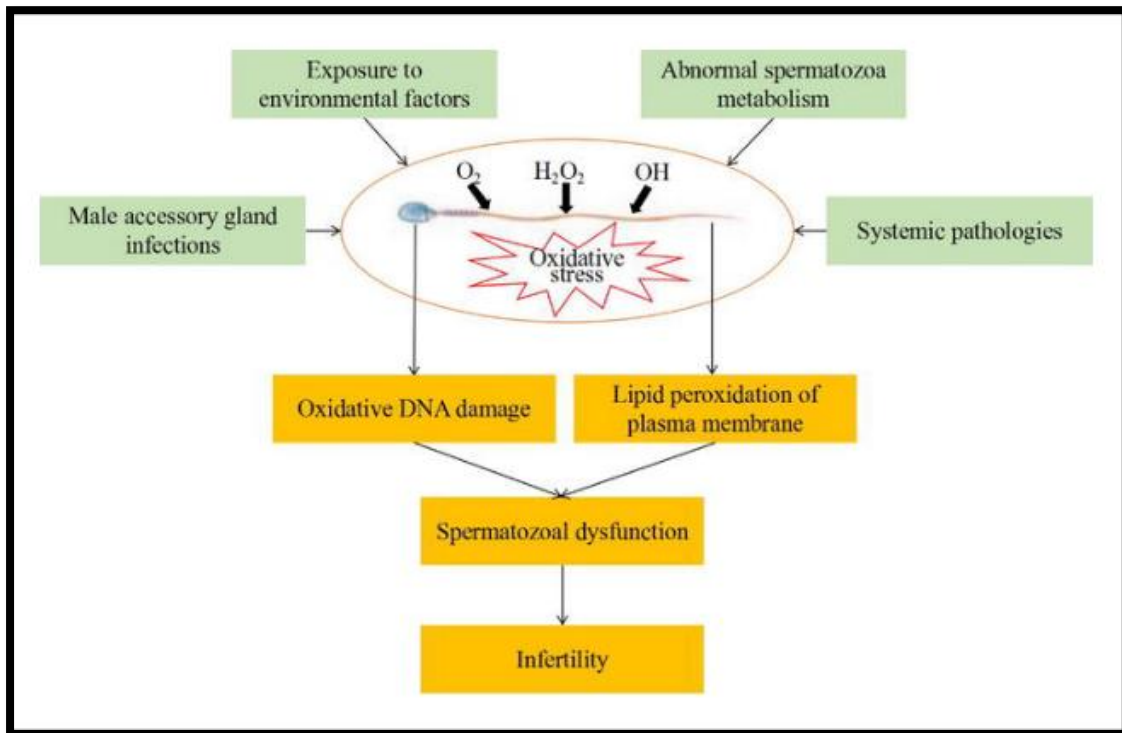 Exposure to
environmental factors
Abnormal spermatozoa
metabolism
O₂
H₂O₂
OH
Male accessory gland
infections
Systemic pathologies
Oxidative
stress
Oxidative DNA damage
Lipid peroxidation of
plasma membrane
Spermatozoal dysfunction
Infertility